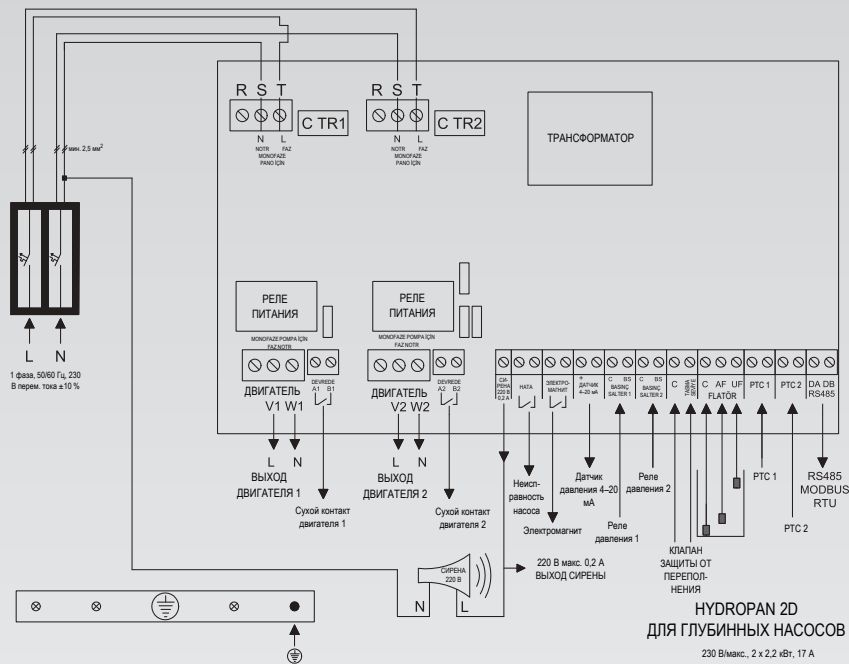 R S T
C TR1
N L
NOTR FAZ
MONOFAZE
PANO İÇİN
R S T
C TR2
N L
NOTR FAZ
MONOFAZE
PANO İÇİN
ТРАНСФОРМАТОР
мин. 2,5 мм²
L N
1 фаза, 50/60 Гц, 230
В перем. тока ±10 %
РЕЛЕ
ПИТАНИЯ
MONOFAZE POMPA İÇİN
FAZ NOTR
ДВИГАТЕЛЬ
V1 W1
DEVREDE
A1 B1
L N
ВЫХОД
ДВИГАТЕЛЯ 1
Сухой контакт
двигателя 1
РЕЛЕ
ПИТАНИЯ
MONOFAZE POMPA İÇİN
FAZ NOTR
ДВИГАТЕЛЬ
V2 W2
DEVREDE
A2 B2
L N
ВЫХОД
ДВИГАТЕЛЯ 2
Сухой контакт
двигателя 2
СИ-
РЕНА
220 В
0,2 А
HATA
ЭЛЕКТРО-
МАГНИТ
+
ДАТЧИК
4–20 мА
C BS
BASINÇ
SALTER 1
C BS
BASINÇ
SALTER 2
C
TAŞMA
SEVİYE
C AF UF
FLATÖR
PTC 1
PTC 2
DA DB
RS485
Неис-
правность
насоса
Электромагнит
Датчик
давления 4–20
мА
Реле
давления 1
Реле
давления 2
КЛАПАН
ЗАЩИТЫ ОТ
ПЕРЕПОЛ-
НЕНИЯ
PTC 1
PTC 2
RS485
MODBUS
RTU
СИРЕНА
220 В
N L
220 В макс. 0,2 А
ВЫХОД СИРЕНЫ
HYDROPAN 2D
ДЛЯ ГЛУБИННЫХ НАСОСОВ
230 В/макс., 2 x 2,2 кВт, 17 А